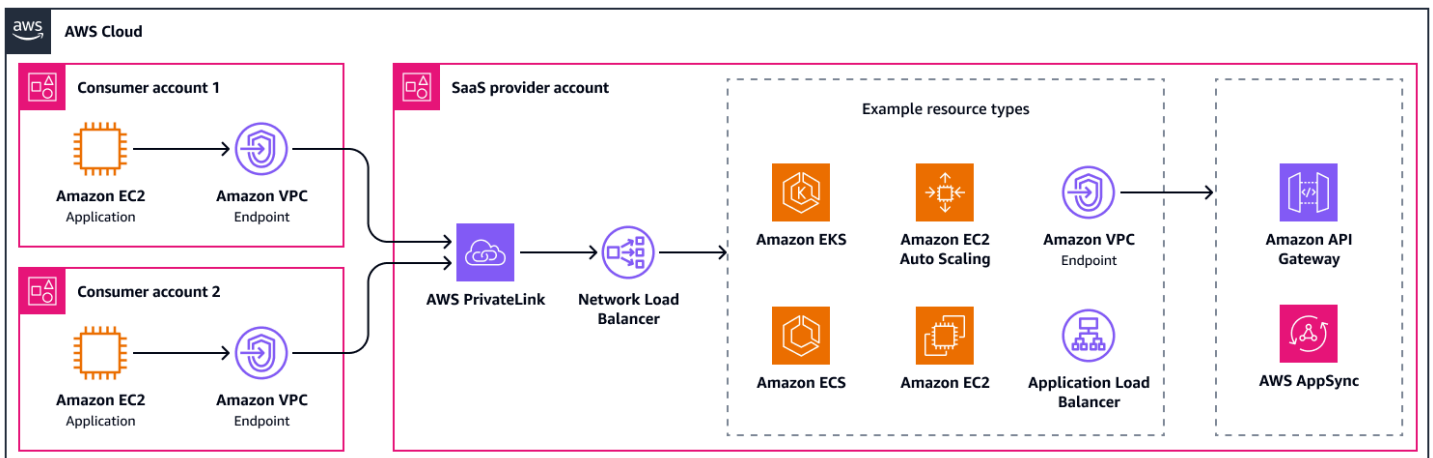 aws
AWS Cloud
Consumer account 1
Amazon EC2
Application
Amazon VPC
Endpoint
Consumer account 2
Amazon EC2
Application
Amazon VPC
Endpoint
SaaS provider account
AWS PrivateLink
Network Load
Balancer
Example resource types
K
Amazon EKS
Amazon EC2
Auto Scaling
Amazon VPC
Endpoint
Amazon ECS
Amazon EC2
Application Load
Balancer
</>
Amazon API
Gateway
AWS AppSync